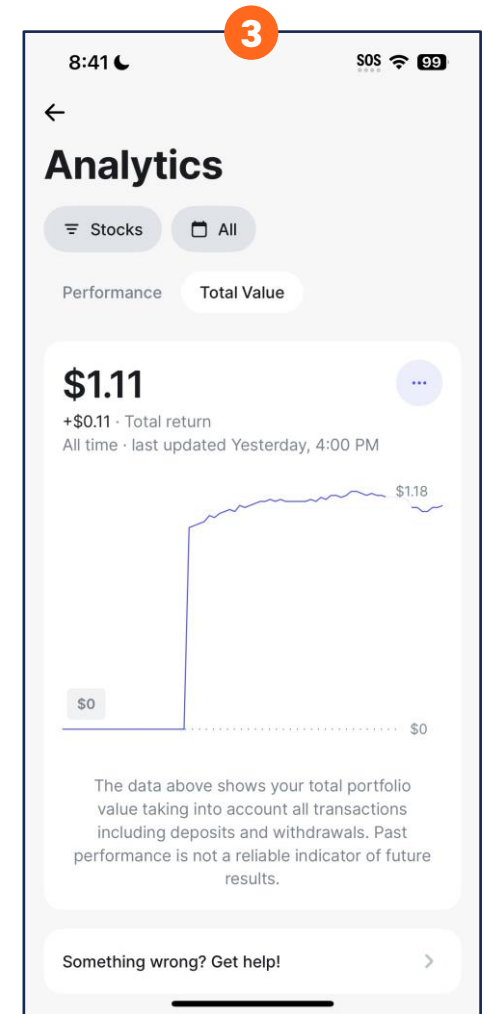 3
8:41
SOS 99
Analytics
Stocks All
Performance Total Value
$1.11
+$0.11 · Total return
All time · last updated Yesterday, 4:00 PM
$1.18
$0
$0
The data above shows your total portfolio
value taking into account all transactions
including deposits and withdrawals. Past
performance is not a reliable indicator of future
results.
Something wrong? Get help!